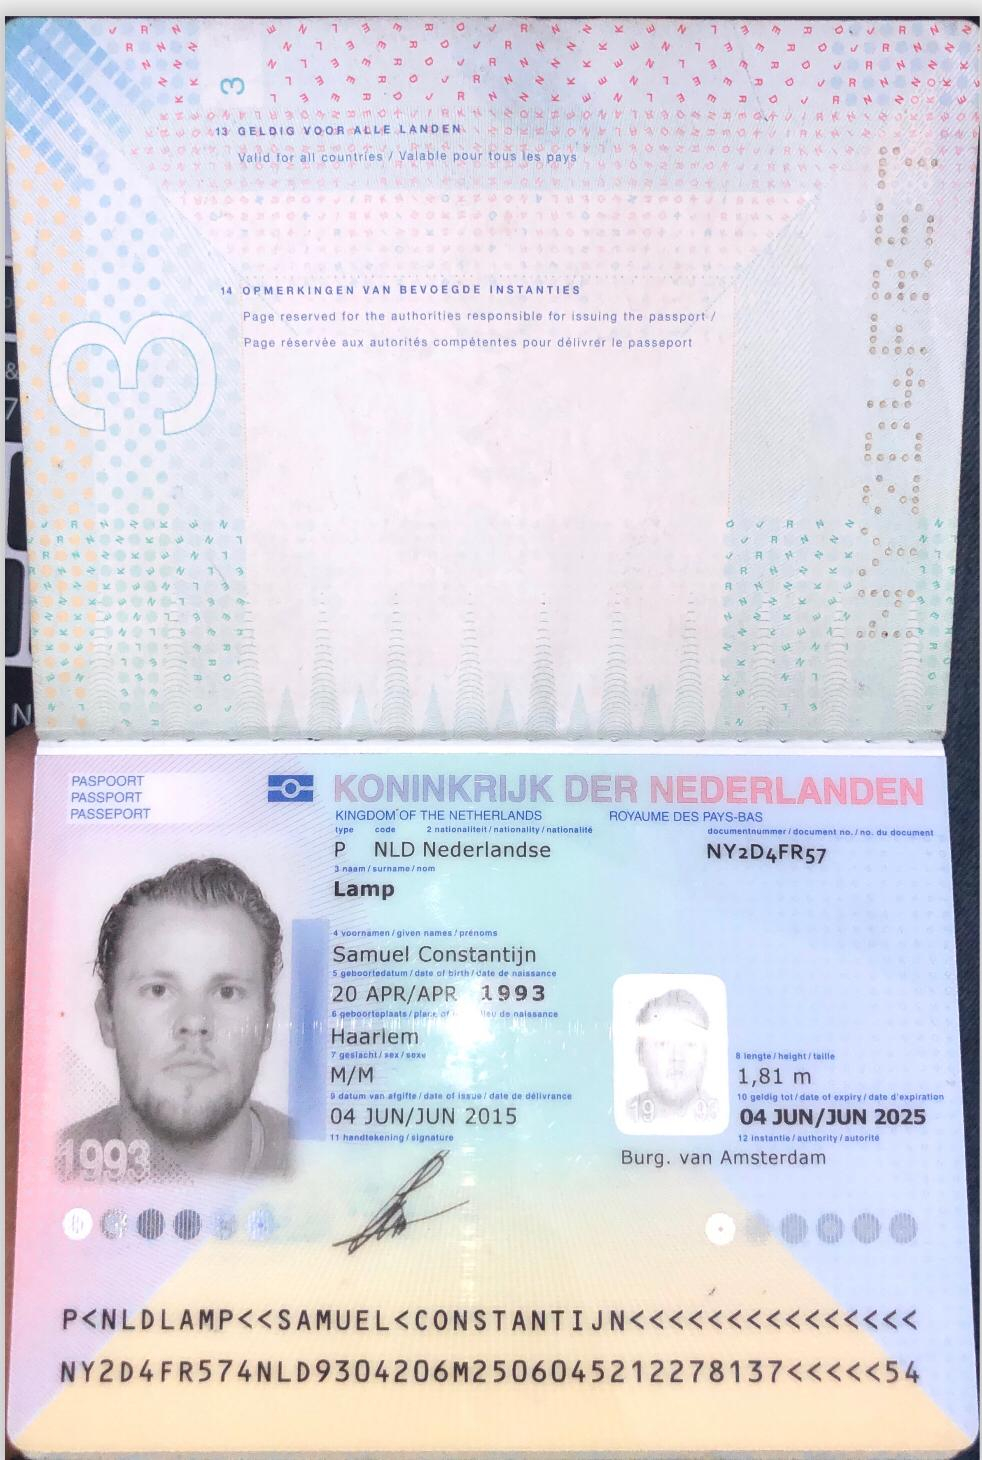 3
13 GELDIG VOOR ALLE LANDEN
Valid for all countries / Valable pour tous les pays
14 OPMERKINGEN VAN BEVOEGDE INSTANTIES
Page reserved for the authorities responsible for issuing the passport /
Page réservée aux autorités compétentes pour délivrer le passeport
3
PASPOORT
PASSPORT
PASSEPORT
KONINKRIJK DER NEDERLANDEN
KINGDOM OF THE NETHERLANDS ROYAUME DES PAYS-BAS
type code 2 nationaliteit / nationality / nationalité documentnummer / document no. / no. du document
P NLD Nederlandse NY2D4FR57
3 naam / surname / nom
Lamp
4 voornamen / given names / prénoms
Samuel Constantijn
5 geboortedatum / date of birth / date de naissance
20 APR/APR 1993
6 geboorteplaats / place of lieu de naissance
Haarlem
7 geslacht / sex / sexe 8 lengte / height / taille
M/M 1,81 m
9 datum van afgifte / date of issue / date de délivrance 10 geldig tot / date of expiry / date d'expiration
04 JUN/JUN 2015 04 JUN/JUN 2025
11 handtekening / signature 12 instantie / authority / autorité
Burg. van Amsterdam
1993
19 93
P<NLDLAMP<<SAMUEL<CONSTANTIJN<<<<<<<<<<<<<<<
NY2D4FR574NLD9304206M2506045212278137<<<<<54